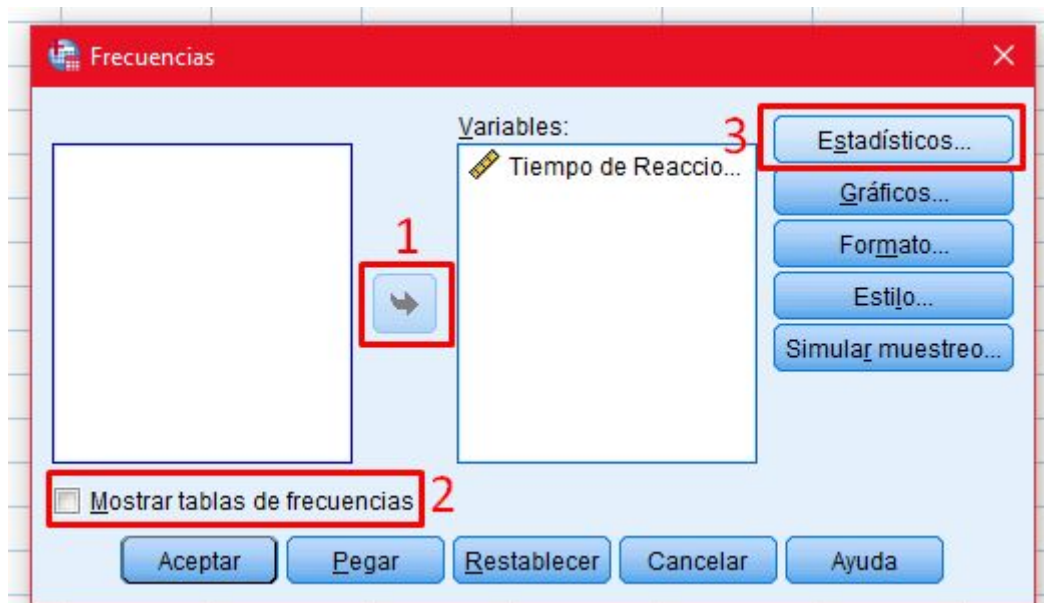 Frecuencias
Variables:
3
Estadísticos...
Tiempo de Reaccio...
Gráficos...
1
Formato...
Estilo...
Simular muestreo...
Mostrar tablas de frecuencias
2
Aceptar
Pegar
Restablecer
Cancelar
Ayuda